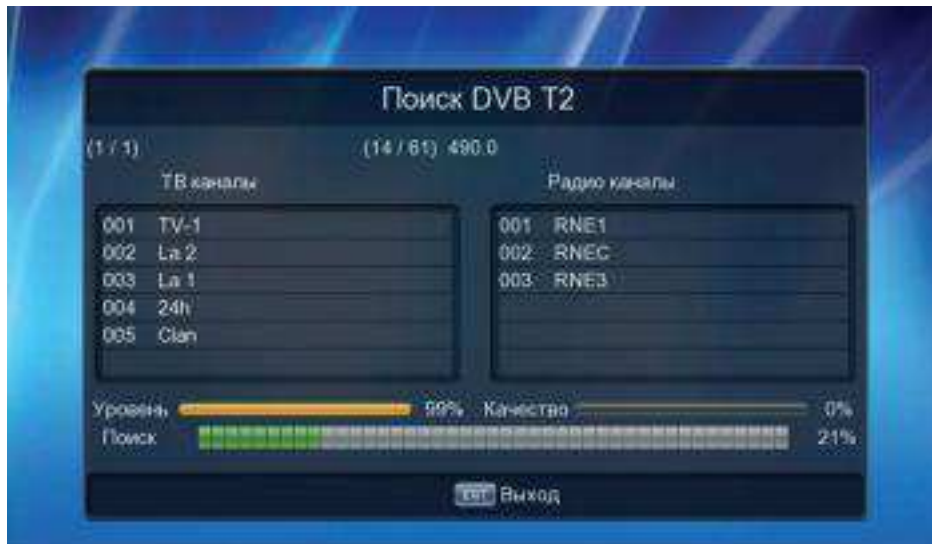 Поиск DVB T2
(1 / 1) (14 / 61) 490.0
ТВ каналы Радио каналы
001 TV-1 001 RNE1
002 La 2 002 RNEC
003 La 1 003 RNE3
004 24h
005 Clan
Уровень 99% Качество 0%
Поиск 21%
EXIT Выход